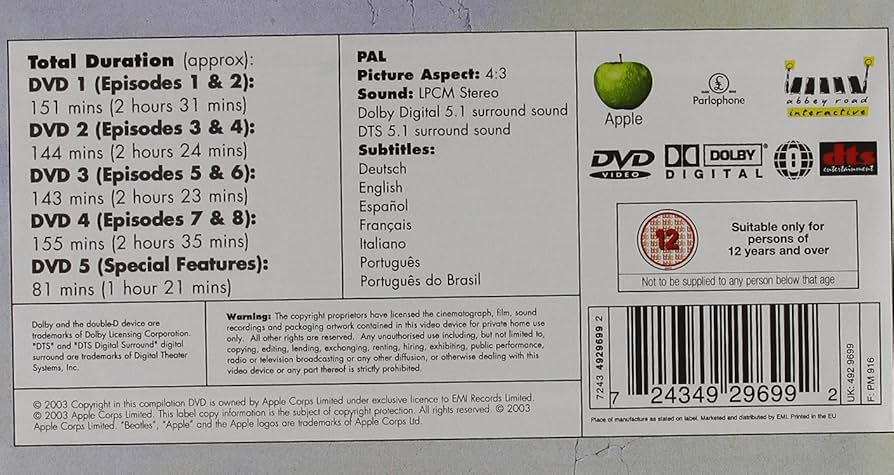 Total Duration (approx):
DVD 1 (Episodes 1 & 2):
151 mins (2 hours 31 mins)
DVD 2 (Episodes 3 & 4):
144 mins (2 hours 24 mins)
DVD 3 (Episodes 5 & 6):
143 mins (2 hours 23 mins)
DVD 4 (Episodes 7 & 8):
155 mins (2 hours 35 mins)
DVD 5 (Special Features):
81 mins (1 hour 21 mins)
PAL
Picture Aspect: 4:3
Sound: LPCM Stereo
Dolby Digital 5.1 surround sound
DTS 5.1 surround sound
Subtitles:
Deutsch
English
Español
Français
Italiano
Português
Português do Brasil
Apple
£
Parlophone
abbey road
interactive
DVD
VIDEO
DOLBY
DIGITAL
0
dts
entertainment
12
Suitable only for
persons of
12 years and over
Not to be supplied to any person below that age
Dolby and the double-D device are
trademarks of Dolby Licensing Corporation.
"DTS" and "DTS Digital Surround" digital
surround are trademarks of Digital Theater
Systems, Inc.
Warning: The copyright proprietors have licensed the cinematograph, film, sound
recordings and packaging artwork contained in this video device for private home use
only. All other rights are reserved. Any unauthorised use including, but not limited to,
copying, editing, lending, exchanging, renting, hiring, exhibiting, public performance,
radio or television broadcasting or any other diffusion, or otherwise dealing with this
video device or any part thereof is strictly prohibited.
© 2003 Copyright in this compilation DVD is owned by Apple Corps Limited under exclusive licence to EMI Records Limited.
© 2003 Apple Corps Limited. This label copy information is the subject of copyright protection. All rights reserved. © 2003
Apple Corps Limited. "Beatles", "Apple" and the Apple logos are trademarks of Apple Corps Ltd.
7243 4929699 2
7 24349 29699 2
UK: 492 9699
F: PM 916
Place of manufacture as stated on label. Marketed and distributed by EMI. Printed in the EU